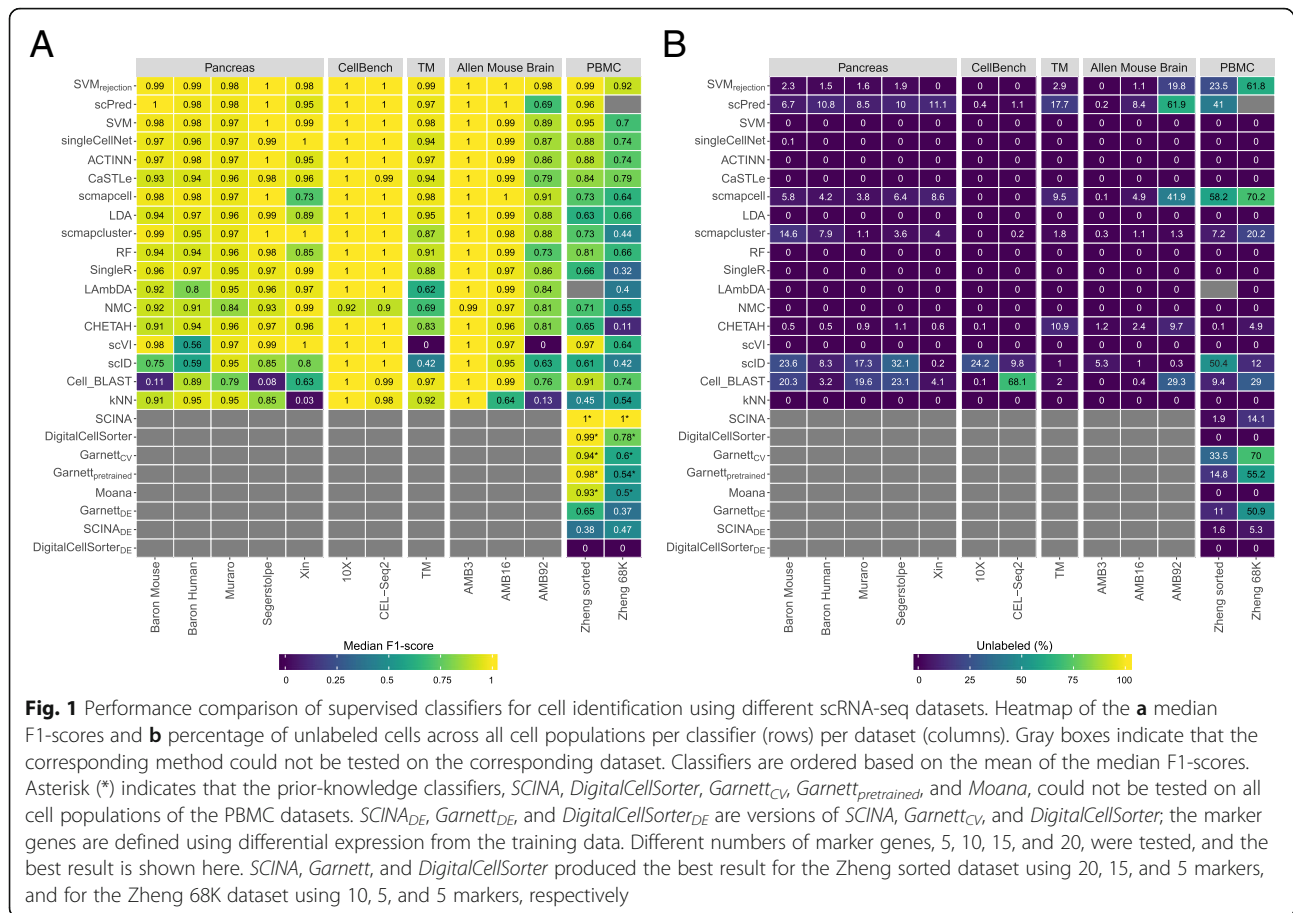 A
Pancreas CellBench TM Allen Mouse Brain PBMC
SVMrejection 0.99 0.99 0.98 1 0.98 1 1 0.99 1 1 0.98 0.99 0.92
scPred 1 0.98 0.98 1 0.95 1 1 0.97 1 1 0.69 0.96
SVM 0.98 0.98 0.97 1 0.99 1 1 0.98 1 0.99 0.89 0.95 0.7
singleCellNet 0.97 0.96 0.97 0.99 1 1 1 0.96 1 0.99 0.87 0.88 0.74
ACTINN 0.97 0.98 0.97 1 0.95 1 1 0.97 1 0.99 0.86 0.88 0.74
CaSTLe 0.93 0.94 0.96 0.98 0.96 1 0.99 0.94 1 0.99 0.79 0.84 0.79
scmapcell 0.98 0.98 0.97 1 0.73 1 1 0.96 1 1 0.91 0.73 0.64
LDA 0.94 0.97 0.96 0.99 0.89 1 1 0.95 1 0.99 0.88 0.63 0.66
scmapcluster 0.99 0.95 0.97 1 1 1 1 0.87 1 0.98 0.88 0.73 0.44
RF 0.94 0.94 0.96 0.98 0.85 1 1 0.91 1 0.99 0.73 0.81 0.66
SingleR 0.96 0.97 0.95 0.97 0.99 1 1 0.88 1 0.97 0.86 0.66 0.32
LAmbDA 0.92 0.8 0.95 0.96 0.97 1 1 0.62 1 0.99 0.84 0.4
NMC 0.92 0.91 0.84 0.93 0.99 0.92 0.9 0.69 0.99 0.97 0.81 0.71 0.55
CHETAH 0.91 0.94 0.96 0.97 0.96 1 1 0.83 1 0.96 0.81 0.65 0.11
scVI 0.98 0.56 0.97 0.99 1 1 1 0 1 0.97 0 0.97 0.64
scID 0.75 0.59 0.95 0.85 0.8 1 1 0.42 1 0.95 0.63 0.61 0.42
Cell_BLAST 0.11 0.89 0.79 0.08 0.63 1 0.99 0.97 1 0.99 0.76 0.91 0.74
kNN 0.91 0.95 0.95 0.85 0.03 1 0.98 0.92 1 0.64 0.13 0.45 0.54
SCINA 1* 1*
DigitalCellSorter 0.99* 0.78*
GarnettCV 0.94* 0.6*
Garnettpretrained 0.98* 0.54*
Moana 0.93* 0.5*
GarnettDE 0.65 0.37
SCINADE 0.38 0.47
DigitalCellSorterDE 0 0
Baron Mouse Baron Human Muraro Segerstolpe Xin 10X CEL−Seq2 TM AMB3 AMB16 AMB92 Zheng sorted Zheng 68K
Median F1-score
0 0.25 0.5 0.75 1
B
Pancreas CellBench TM Allen Mouse Brain PBMC
2.3 1.5 1.6 1.9 0 0 0 2.9 0 1.1 19.8 23.5 61.8
6.7 10.8 8.5 10 11.1 0.4 1.1 17.7 0.2 8.4 61.9 41
0 0 0 0 0 0 0 0 0 0 0 0 0
0.1 0 0 0 0 0 0 0 0 0 0 0 0
0 0 0 0 0 0 0 0 0 0 0 0 0
0 0 0 0 0 0 0 0 0 0 0 0 0
5.8 4.2 3.8 6.4 8.6 0 0 9.5 0.1 4.9 41.9 58.2 70.2
0 0 0 0 0 0 0 0 0 0 0 0 0
14.6 7.9 1.1 3.6 4 0 0.2 1.8 0.3 1.1 1.3 7.2 20.2
0 0 0 0 0 0 0 0 0 0 0 0 0
0 0 0 0 0 0 0 0 0 0 0 0 0
0 0 0 0 0 0 0 0 0 0 0 0
0 0 0 0 0 0 0 0 0 0 0 0 0
0.5 0.5 0.9 1.1 0.6 0.1 0 10.9 1.2 2.4 9.7 0.1 4.9
0 0 0 0 0 0 0 0 0 0 0 0 0
23.6 8.3 17.3 32.1 0.2 24.2 9.8 1 5.3 1 0.3 50.4 12
20.3 3.2 19.6 23.1 4.1 0.1 68.1 2 0 0.4 29.3 9.4 29
0 0 0 0 0 0 0 0 0 0 0 0 0
1.9 14.1
0 0
33.5 70
14.8 55.2
0 0
11 50.9
1.6 5.3
0 0
Baron Mouse Baron Human Muraro Segerstolpe Xin 10X CEL−Seq2 TM AMB3 AMB16 AMB92 Zheng sorted Zheng 68K
Unlabeled (%)
0 25 50 75 100
Fig. 1 Performance comparison of supervised classifiers for cell identification using different scRNA-seq datasets. Heatmap of the a median
F1-scores and b percentage of unlabeled cells across all cell populations per classifier (rows) per dataset (columns). Gray boxes indicate that the
corresponding method could not be tested on the corresponding dataset. Classifiers are ordered based on the mean of the median F1-scores.
Asterisk (*) indicates that the prior-knowledge classifiers, SCINA, DigitalCellSorter, GarnettCV, Garnettpretrained, and Moana, could not be tested on all
cell populations of the PBMC datasets. SCINADE, GarnettDE, and DigitalCellSorterDE are versions of SCINA, GarnettCV, and DigitalCellSorter; the marker
genes are defined using differential expression from the training data. Different numbers of marker genes, 5, 10, 15, and 20, were tested, and the
best result is shown here. SCINA, Garnett, and DigitalCellSorter produced the best result for the Zheng sorted dataset using 20, 15, and 5 markers,
and for the Zheng 68K dataset using 10, 5, and 5 markers, respectively